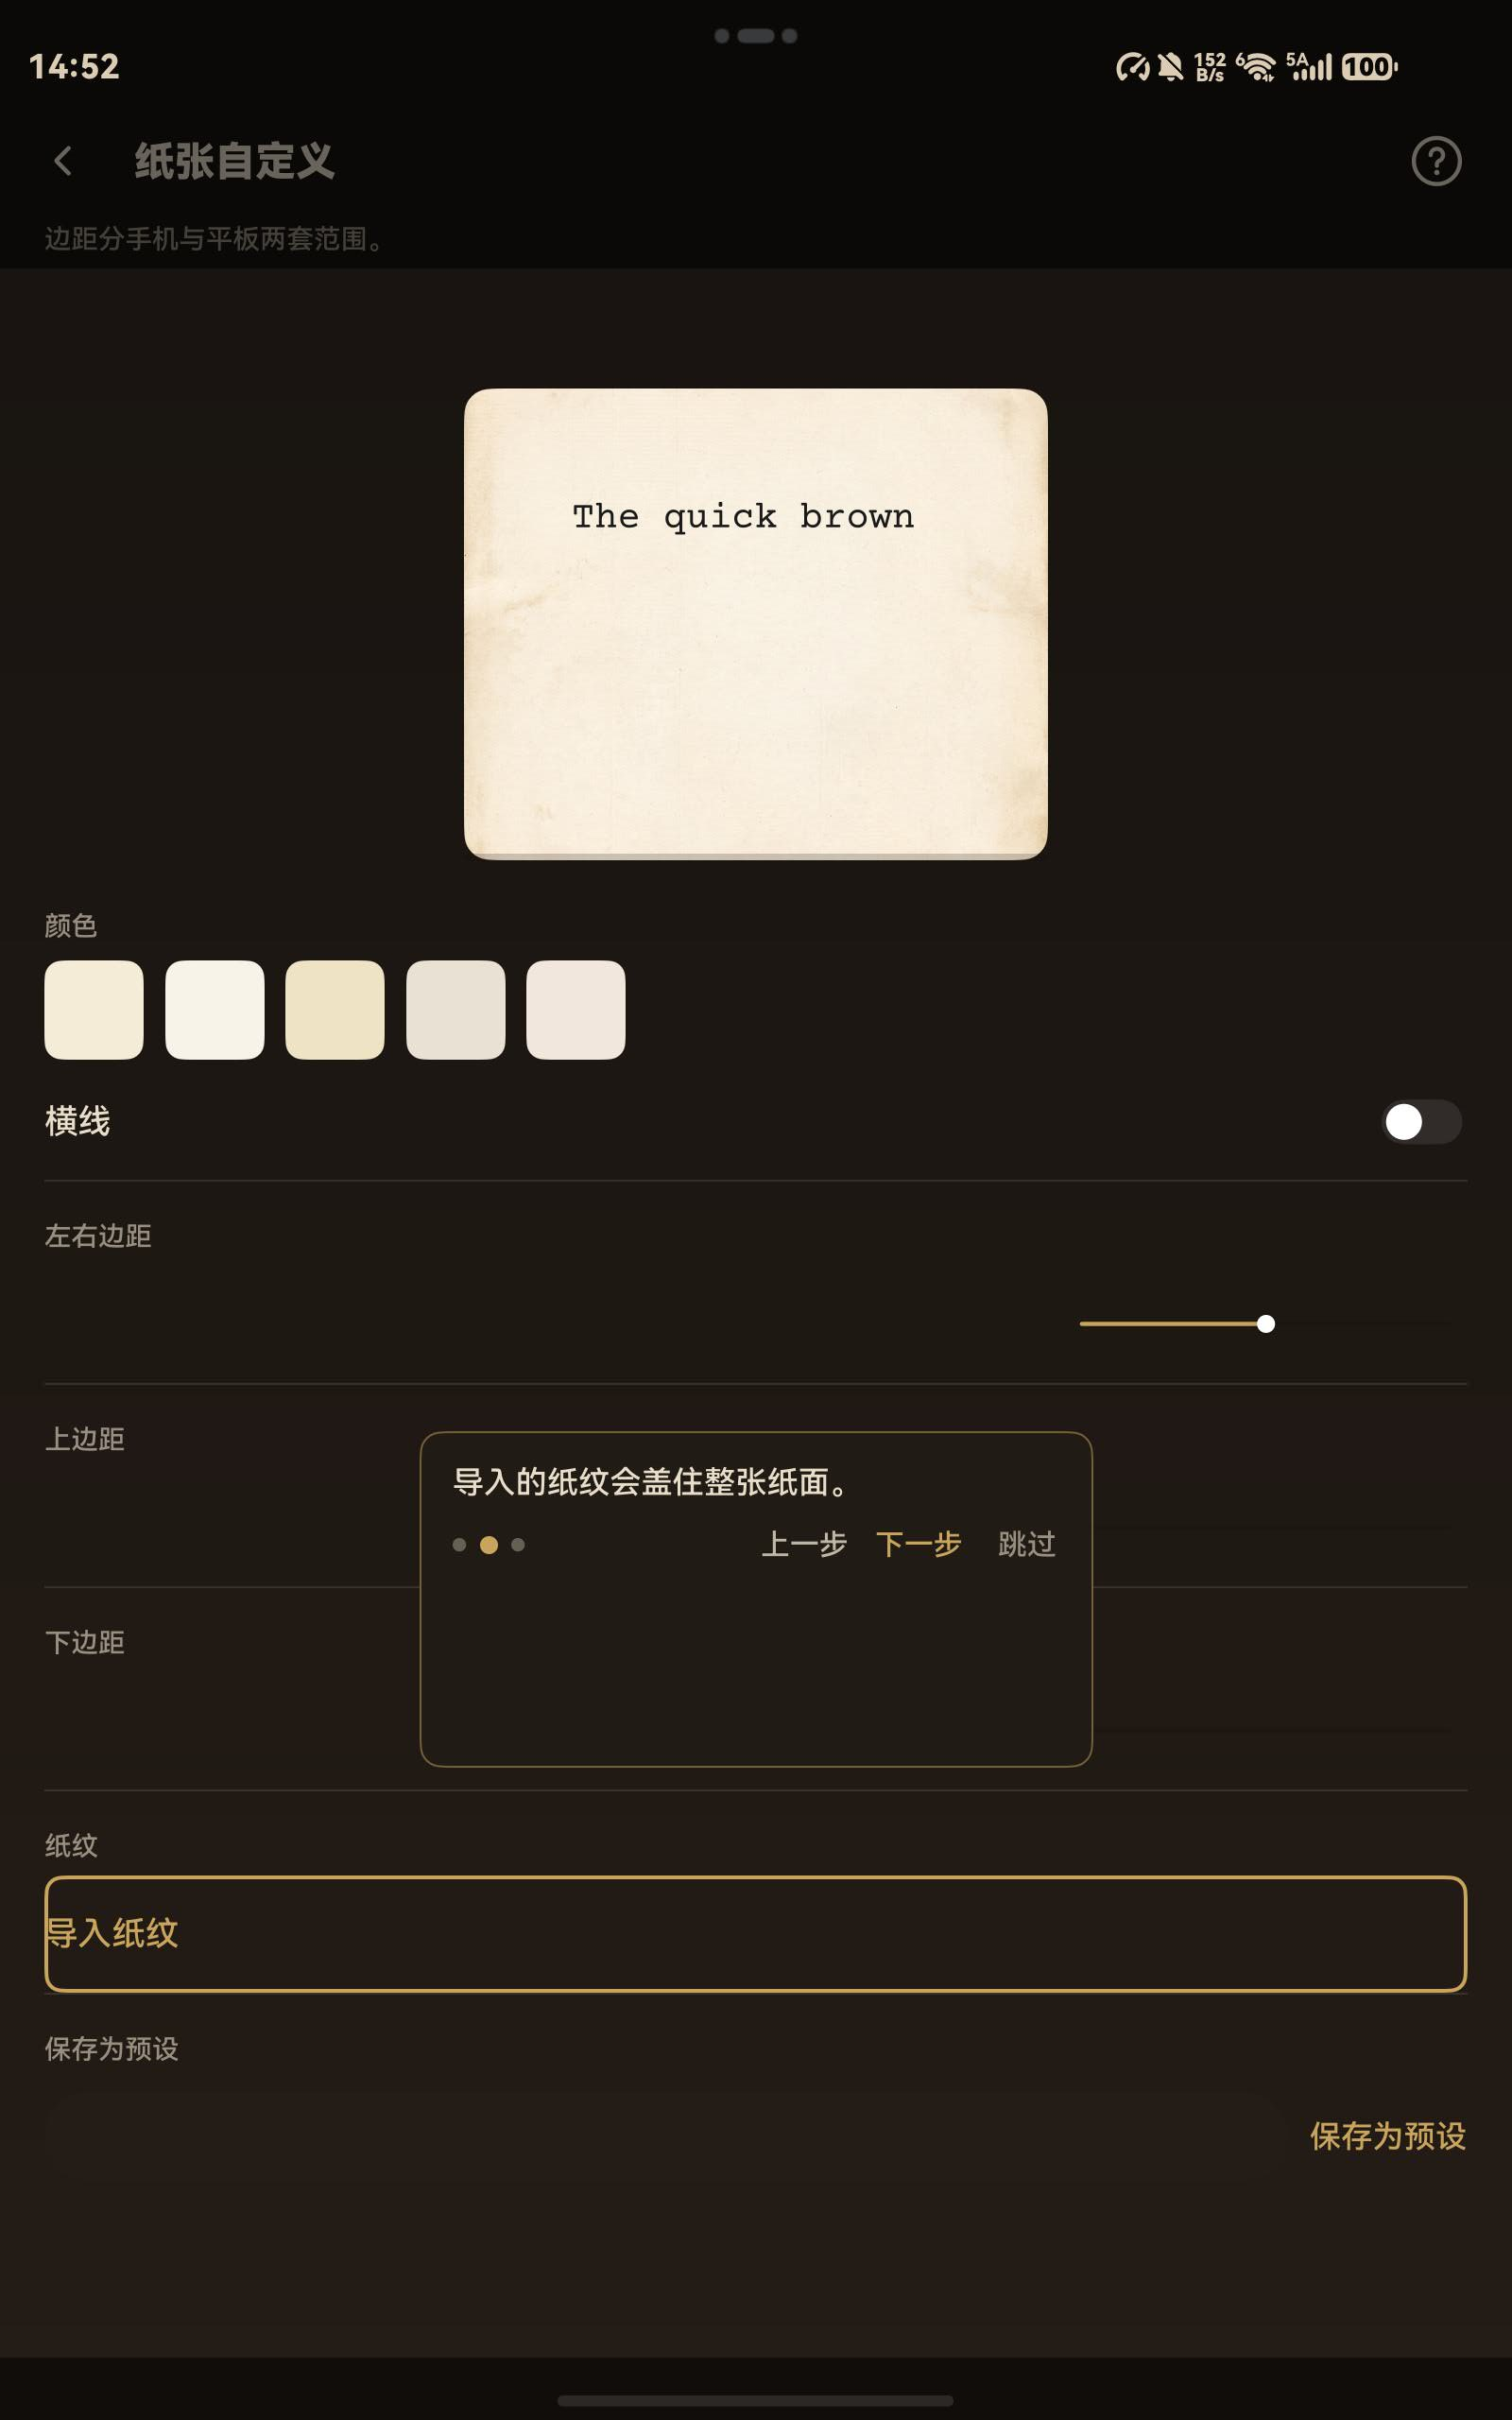 14:52
152 B/s
6
5A
100
纸张自定义
边距分手机与平板两套范围。
The quick brown
颜色
横线
左右边距
上边距
导入的纸纹会盖住整张纸面。
上一步 下一步 跳过
下边距
纸纹
导入纸纹
保存为预设
保存为预设